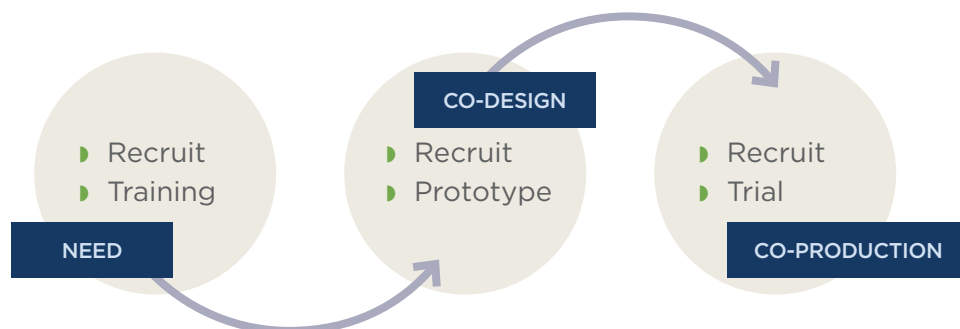 Recruit
Training
NEED
CO-DESIGN
Recruit
Prototype
Recruit
Trial
CO-PRODUCTION